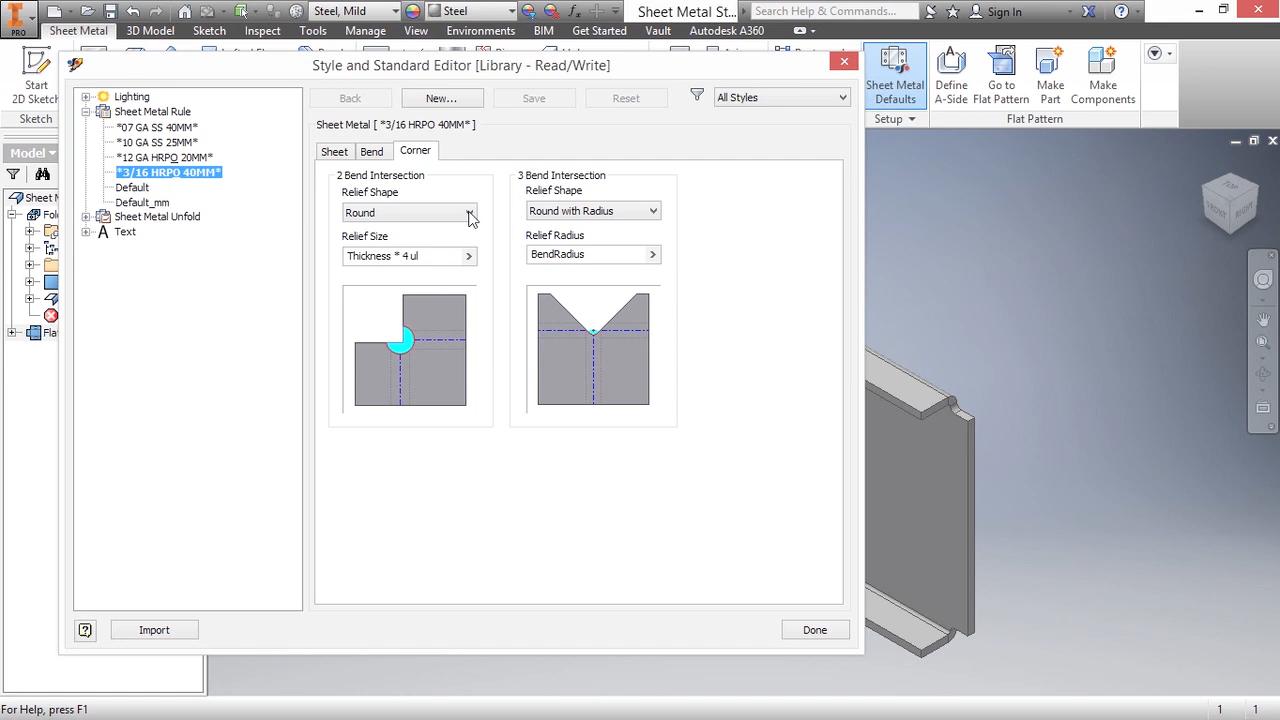 Steel, Mild
Steel
Sheet Metal St...
Search Help & Commands...
Sign In
PRO
Sheet Metal
3D Model
Sketch
Inspect
Tools
Manage
View
Environments
BIM
Get Started
Vault
Autodesk A360
Start
2D Sketch
Sketch
Sheet Metal
Defaults
Define
A-Side
Go to
Flat Pattern
Make
Part
Make
Components
Setup
Flat Pattern
Style and Standard Editor [Library - Read/Write]
Back
New...
Save
Reset
All Styles
Lighting
Sheet Metal Rule
*07 GA SS 40MM*
*10 GA SS 25MM*
*12 GA HRPO 20MM*
*3/16 HRPO 40MM*
Default
Default_mm
Sheet Metal Unfold
Text
Sheet Metal [ *3/16 HRPO 40MM* ]
Sheet
Bend
Corner
2 Bend Intersection
Relief Shape
Round
Relief Size
Thickness * 4 ul
3 Bend Intersection
Relief Shape
Round with Radius
Relief Radius
BendRadius
Import
Done
Model
Sheet M
Fol
Flat
TOP
FRONT
RIGHT
For Help, press F1
1
1